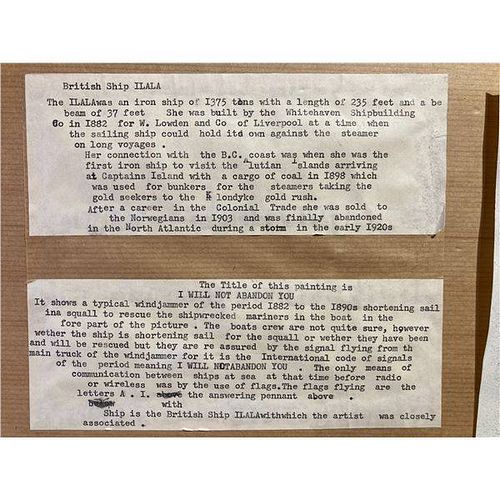 British Ship ILALA
The ILALAwas an iron ship of I375 tons with a length of 235 feet and a be
beam of 37 feet She was built by the Whitehaven Shipbuilding
Co in I882 for W. Lowden and Co of Liverpool at a time when
the sailing ship could hold itd own against the steamer
on long voyages .
Her connection with the B.C. coast was when she was the
first iron ship to visit the "lutian Islands arriving
at Captains Island with a cargo of coal in I898 which
was used for bunkers for the steamers taking the
gold seekers to the K londyke gold rush.
After a career in the Colonial Trade she was sold to
the Norwegians in I903 and was finally abandoned
in the North Atlantic during a storm in the early I920s
The Title of this painting is
I WILL NOT ABANDON YOU
It shows a typical windjammer of the period I882 to the I890s shortening sail
ina squall to rescue the shipwrecked mariners in the boat in the
fore part of the picture . The boats crew are not quite sure, however
wether the ship is shortening sail for the squall or wether they have been
and will be rescued but they are re assured by the signal flying from th
main truck of the windjammer for it is the International code of signals
of the period meaning I WILL NOTABANDON YOU . The only means of
communication between ships at sea at that time before radio
or wireless was by the use of flags.The flags flying are the
letters A . I. above the answering pennant above .
with
Ship is the British Ship ILALAwithwhich the artist was closely
associated .